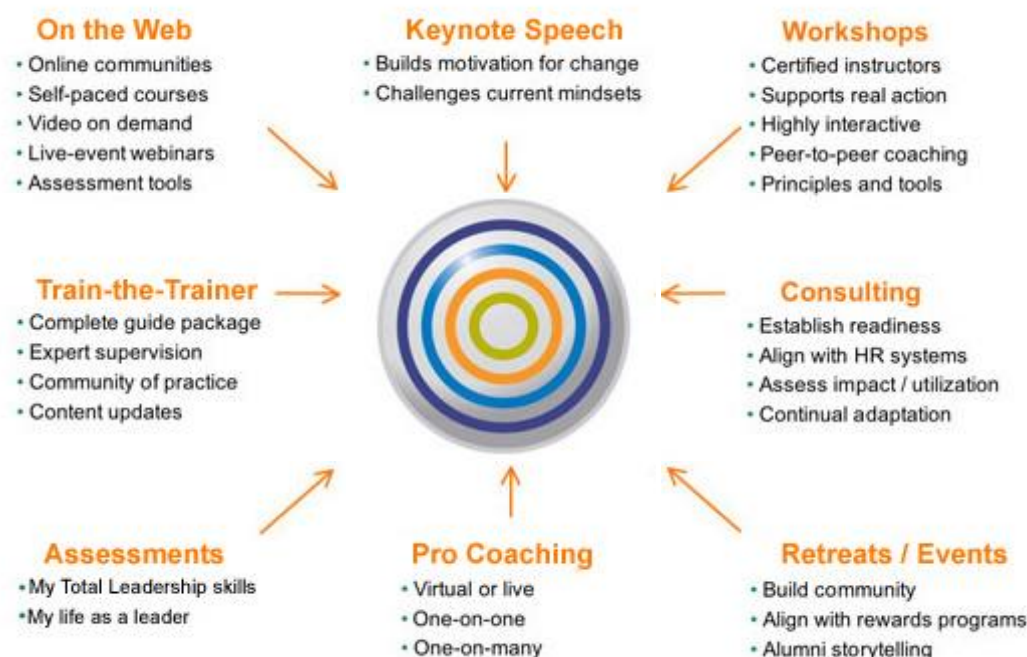 On the Web
• Online communities
• Self-paced courses
• Video on demand
• Live-event webinars
• Assessment tools
Keynote Speech
• Builds motivation for change
• Challenges current mindsets
Workshops
• Certified instructors
• Supports real action
• Highly interactive
• Peer-to-peer coaching
• Principles and tools
Train-the-Trainer
• Complete guide package
• Expert supervision
• Community of practice
• Content updates
Consulting
• Establish readiness
• Align with HR systems
• Assess impact / utilization
• Continual adaptation
Assessments
• My Total Leadership skills
• My life as a leader
Pro Coaching
• Virtual or live
• One-on-one
• One-on-many
Retreats / Events
• Build community
• Align with rewards programs
• Alumni storytelling